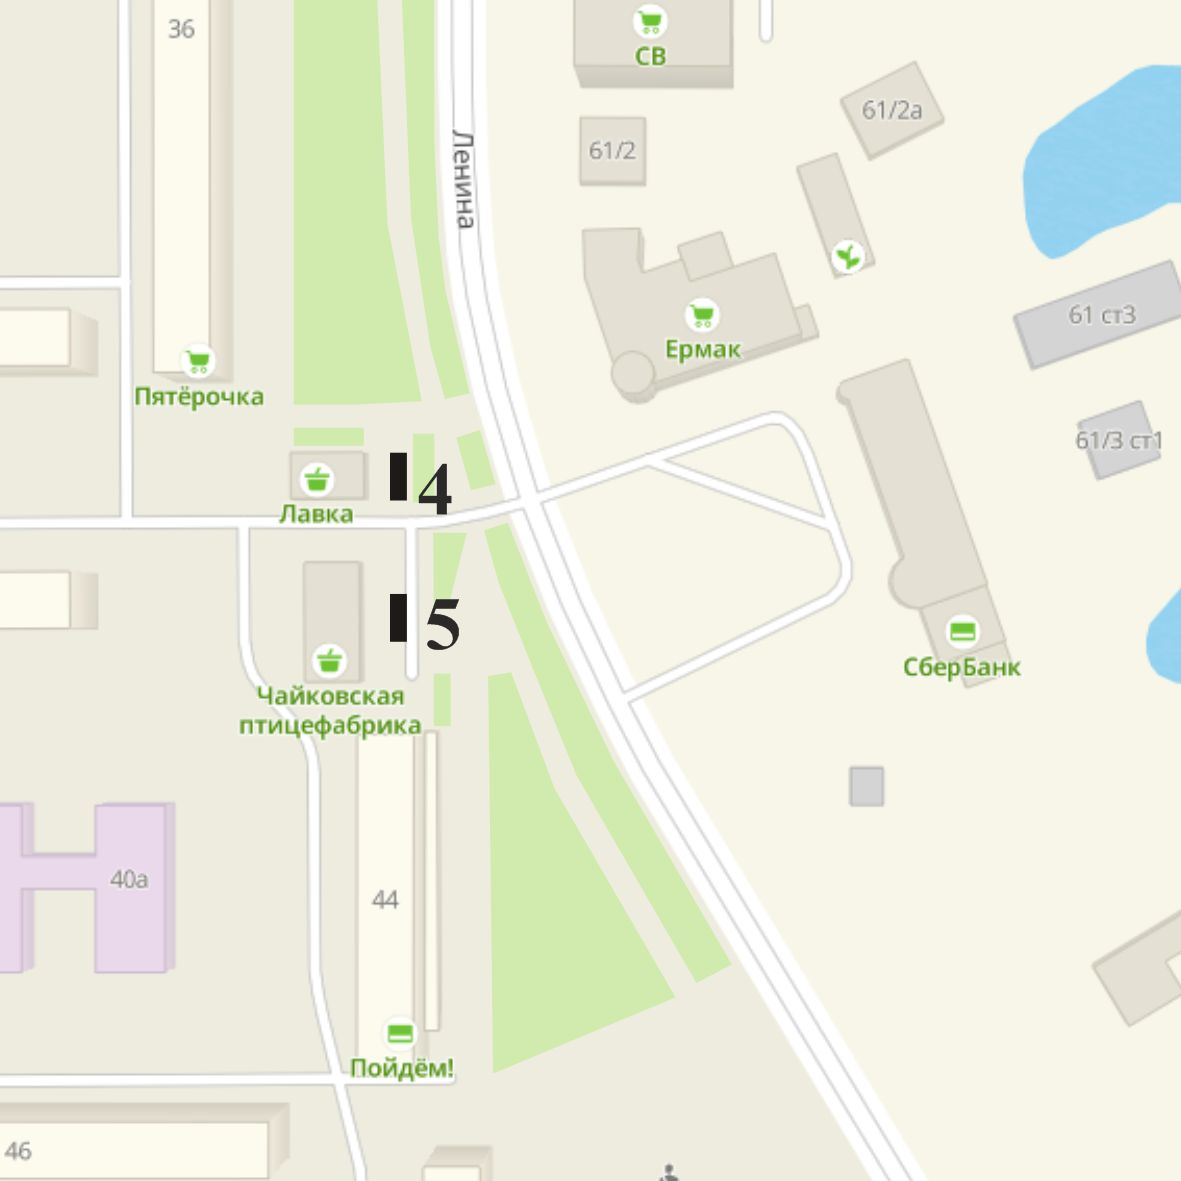 36
СВ
61/2а
61/2
Ленина
Ермак
61 ст3
Пятёрочка
61/3 ст1
4
Лавка
5
СберБанк
Чайковская
птицефабрика
40а
44
Пойдём!
46